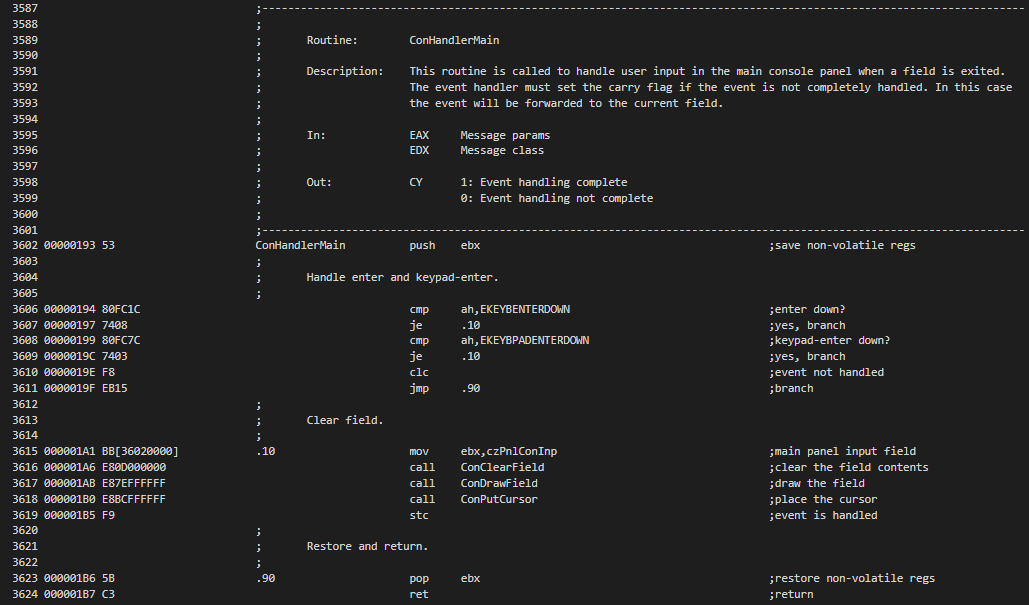 3587 ;-----------------------------------------------------------------------------------------------------------------------
3588 ;
3589 ; Routine: ConHandlerMain
3590 ;
3591 ; Description: This routine is called to handle user input in the main console panel when a field is exited.
3592 ; The event handler must set the carry flag if the event is not completely handled. In this case
3593 ; the event will be forwarded to the current field.
3594 ;
3595 ; In: EAX Message params
3596 ; EDX Message class
3597 ;
3598 ; Out: CY 1: Event handling complete
3599 ; 0: Event handling not complete
3600 ;
3601 ;-----------------------------------------------------------------------------------------------------------------------
3602 00000193 53 ConHandlerMain push ebx ;save non-volatile regs
3603 ;
3604 ; Handle enter and keypad-enter.
3605 ;
3606 00000194 80FC1C cmp ah,EKEYBENTERDOWN ;enter down?
3607 00000197 7408 je .10 ;yes, branch
3608 00000199 80FC7C cmp ah,EKEYBPADENTERDOWN ;keypad-enter down?
3609 0000019C 7403 je .10 ;yes, branch
3610 0000019E F8 clc ;event not handled
3611 0000019F EB15 jmp .90 ;branch
3612 ;
3613 ; Clear field.
3614 ;
3615 000001A1 BB[36020000] .10 mov ebx,czPnlConInp ;main panel input field
3616 000001A6 E80D000000 call ConClearField ;clear the field contents
3617 000001AB E87EFFFFFF call ConDrawField ;draw the field
3618 000001B0 E8BCFFFFFF call ConPutCursor ;place the cursor
3619 000001B5 F9 stc ;event is handled
3620 ;
3621 ; Restore and return.
3622 ;
3623 000001B6 5B .90 pop ebx ;restore non-volatile regs
3624 000001B7 C3 ret ;return